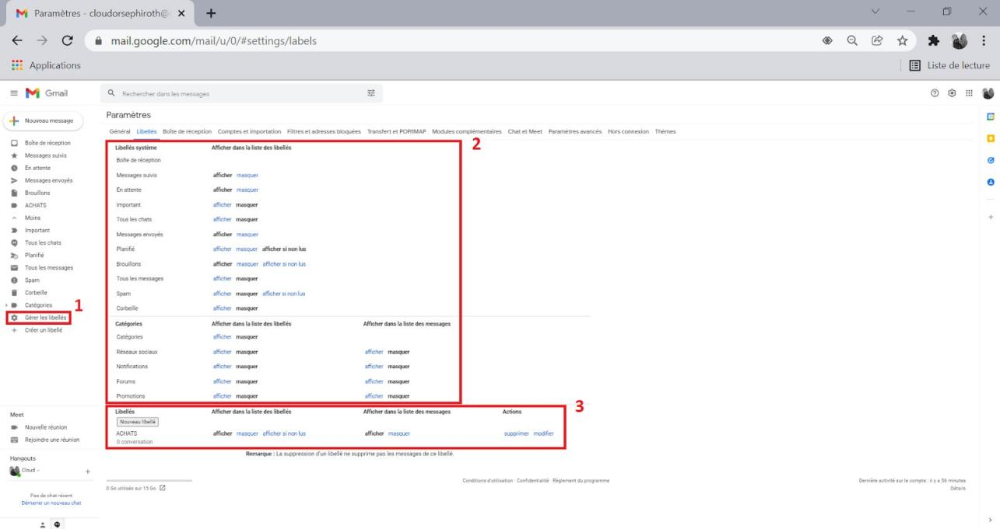 Paramètres - cloudorsephiroth@
mail.google.com/mail/u/0/#settings/labels
Applications
Liste de lecture
Gmail
Rechercher dans les messages
Nouveau message
Boîte de réception
Messages suivis
En attente
Messages envoyés
Brouillons
ACHATS
Moins
Important
Tous les chats
Planifié
Tous les messages
Spam
Corbeille
Catégories
1
Gérer les libellés
Créer un libellé
Meet
Nouvelle réunion
Rejoindre une réunion
Hangouts
Cloud
Pas de chat récent
Démarrer un nouveau chat
Paramètres
Général Libellés Boîte de réception Comptes et importation Filtres et adresses bloquées Transfert et POP/IMAP Modules complémentaires Chat et Meet Paramètres avancés Hors connexion Thèmes
2
Libellés système Afficher dans la liste des libellés
Boîte de réception
Messages suivis afficher masquer
En attente afficher masquer
Important afficher masquer
Tous les chats afficher masquer
Messages envoyés afficher masquer
Planifié afficher masquer afficher si non lus
Brouillons afficher masquer afficher si non lus
Tous les messages afficher masquer
Spam afficher masquer afficher si non lus
Corbeille afficher masquer
Catégories Afficher dans la liste des libellés Afficher dans la liste des messages
Catégories afficher masquer
Réseaux sociaux afficher masquer afficher masquer
Notifications afficher masquer afficher masquer
Forums afficher masquer afficher masquer
Promotions afficher masquer afficher masquer
3
Libellés Afficher dans la liste des libellés Afficher dans la liste des messages Actions
Nouveau libellé
ACHATS afficher masquer afficher si non lus afficher masquer supprimer modifier
0 conversation
Remarque : La suppression d'un libellé ne supprime pas les messages de ce libellé.
0 Go utilisés sur 15 Go
Conditions d'utilisation · Confidentialité · Règlement du programme
Dernière activité sur le compte : il y a 56 minutes
Détails